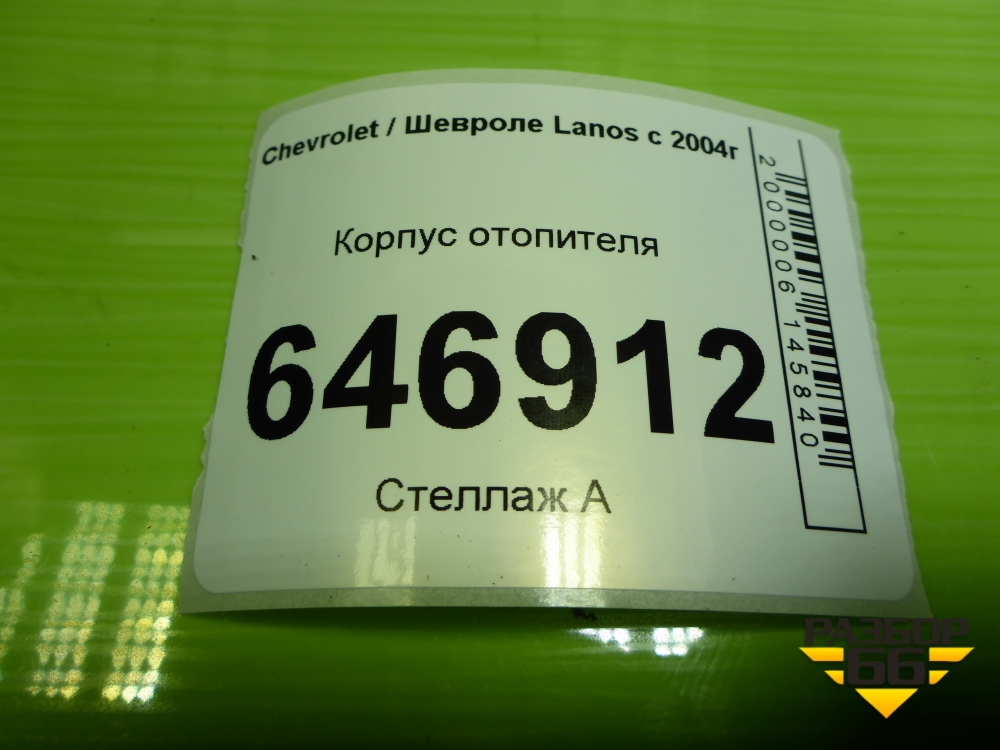 Chevrolet / Шевроле Lanos с 2004г
Корпус отопителя
646912
Стеллаж А
2000006145840
РАЗБОР
66